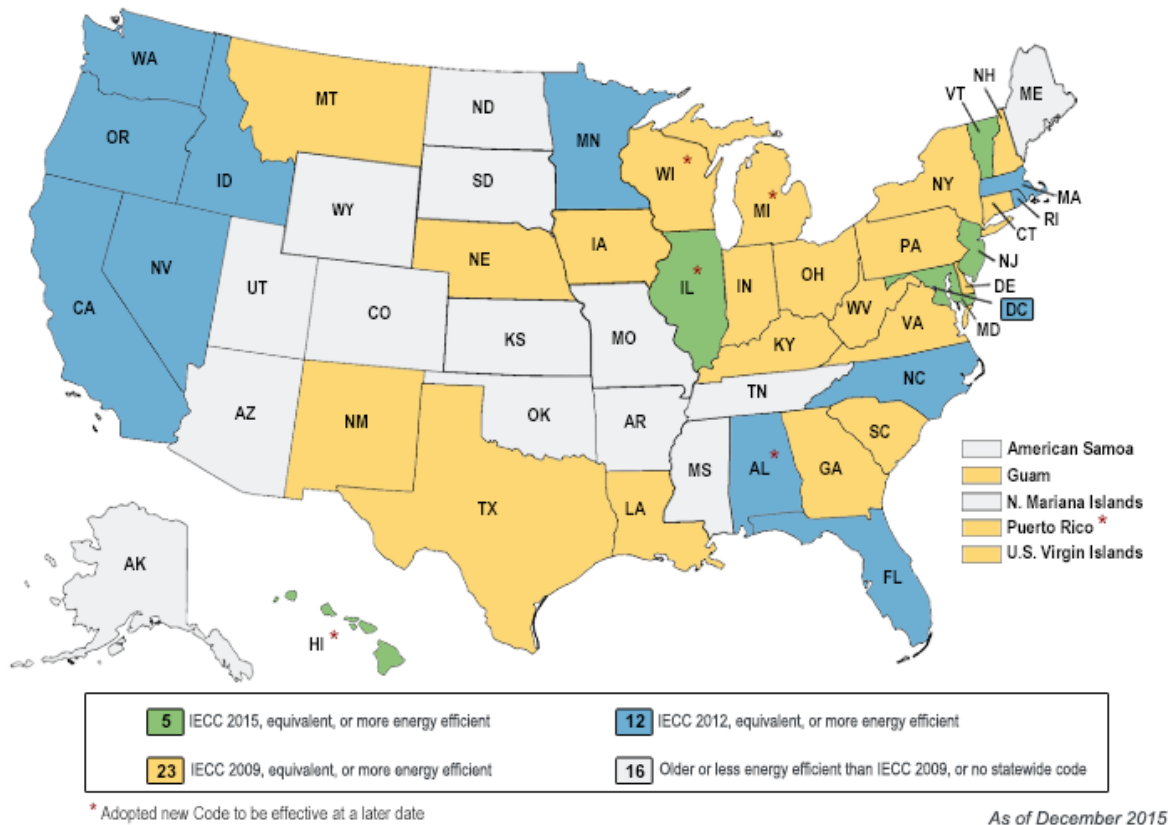 WA
MT
ND
MN
VT
NH
ME
OR
ID
SD
WI *
MI *
NY
MA
RI
CT
WY
NE
IA
PA
NJ
NV
UT
CO
IL *
IN
OH
DE
DC
CA
KS
MO
WV
VA
MD
KY
AZ
NM
OK
AR
TN
NC
TX
LA
MS
AL *
GA
SC
FL
AK
HI *
American Samoa
Guam
N. Mariana Islands
Puerto Rico *
U.S. Virgin Islands
5 IECC 2015, equivalent, or more energy efficient
12 IECC 2012, equivalent, or more energy efficient
23 IECC 2009, equivalent, or more energy efficient
16 Older or less energy efficient than IECC 2009, or no statewide code
* Adopted new Code to be effective at a later date
As of December 2015